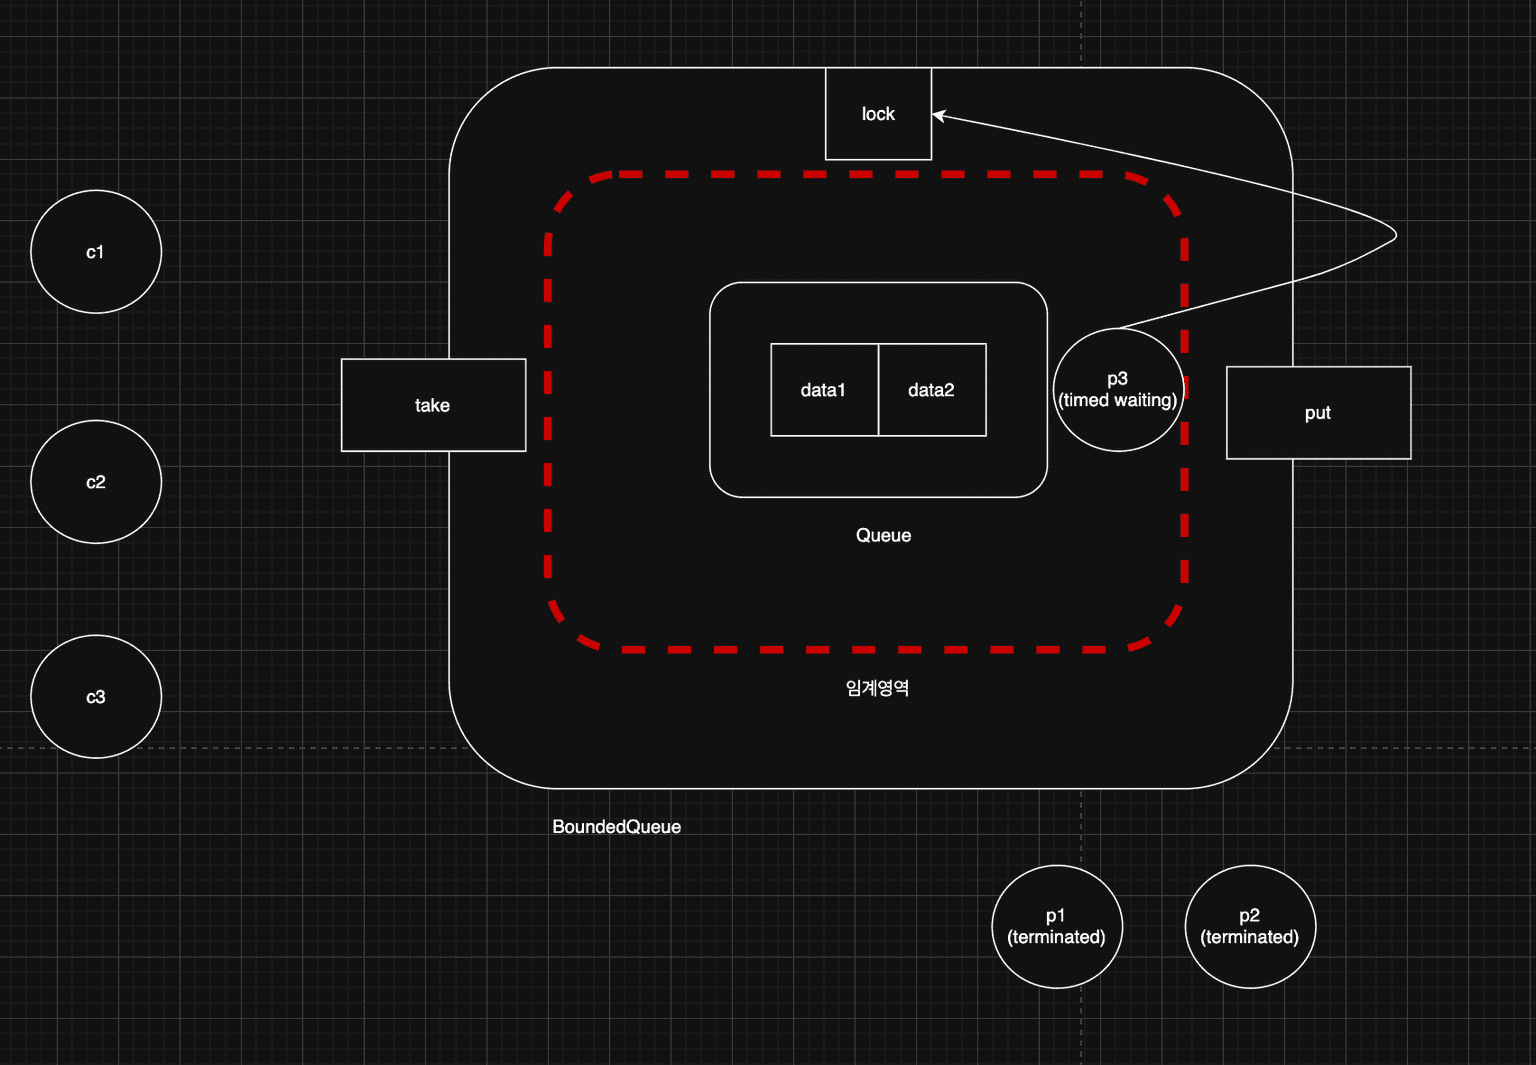 lock
c1
take
data1
data2
p3
(timed waiting)
put
c2
Queue
c3
임계영역
BoundedQueue
p1
(terminated)
p2
(terminated)